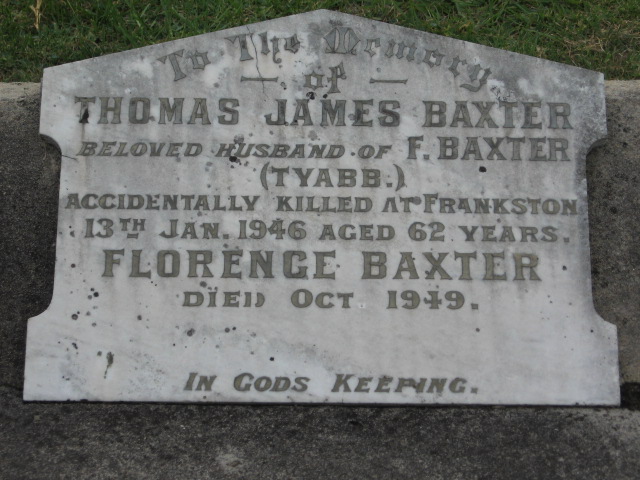 To The Memory
— of —
THOMAS JAMES BAXTER
BELOVED HUSBAND OF F. BAXTER
(TYABB.)
ACCIDENTALLY KILLED AT FRANKSTON
13TH JAN. 1946 AGED 62 YEARS.
FLORENGE BAXTER
DIED OCT. 1949.
IN GODS KEEPING.